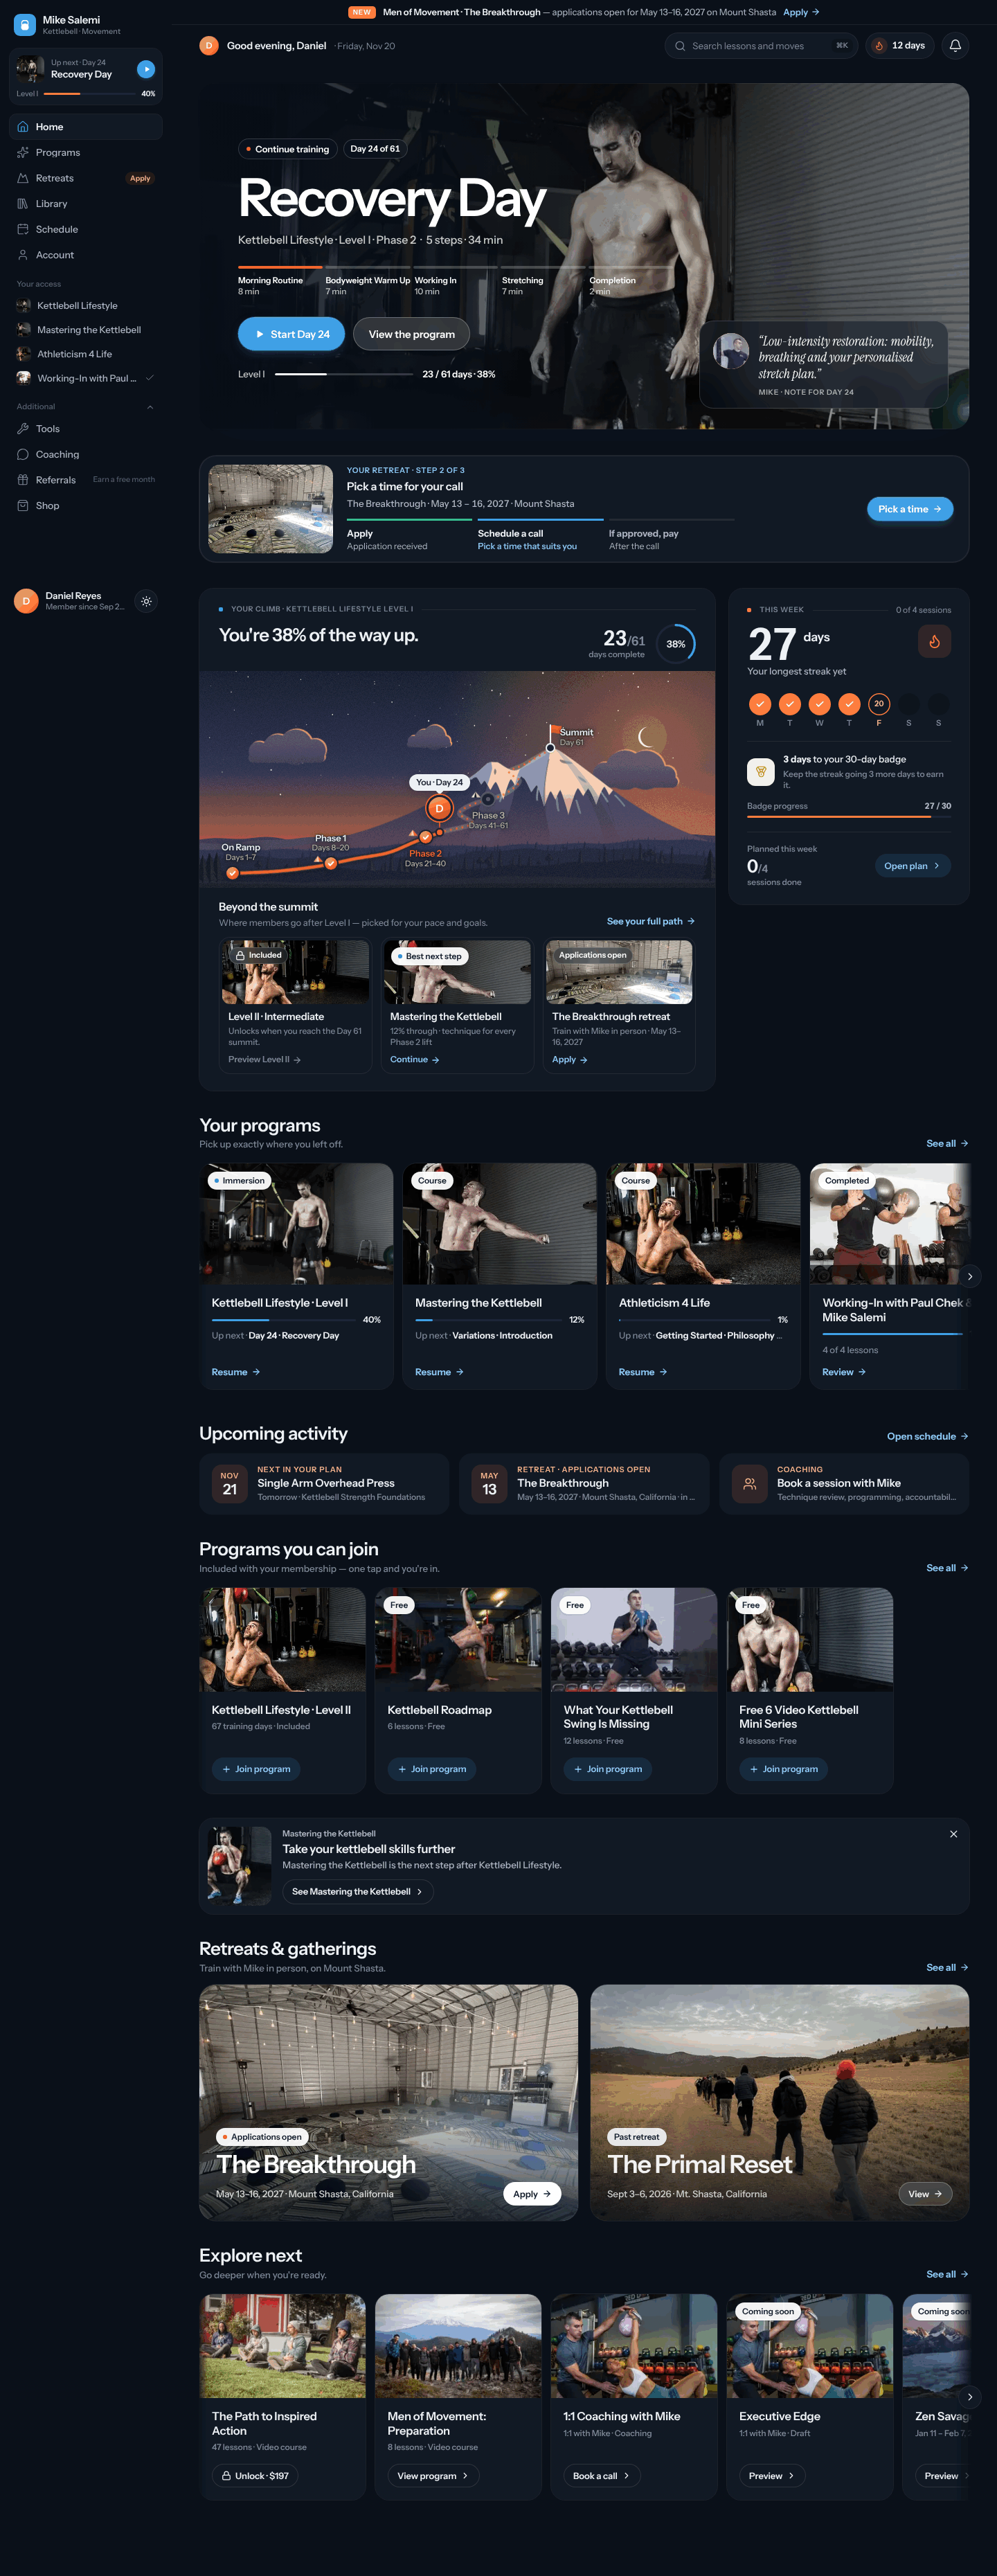 NEW Men of Movement · The Breakthrough — applications open for May 13–16, 2027 on Mount Shasta Apply →
Mike Salemi
Kettlebell · Movement
Up next · Day 24
Recovery Day
Level I 40%
Home
Programs
Retreats Apply
Library
Schedule
Account
Your access
Kettlebell Lifestyle
Mastering the Kettlebell
Athleticism 4 Life
Working-In with Paul ...
Additional
Tools
Coaching
Referrals Earn a free month
Shop
D Daniel Reyes
Member since Sep 2...
D Good evening, Daniel · Friday, Nov 20
Search lessons and moves ⌘K
12 days
Continue training Day 24 of 61
Recovery Day
Kettlebell Lifestyle · Level I · Phase 2 · 5 steps · 34 min
Morning Routine Bodyweight Warm Up Working In Stretching Completion
8 min 7 min 10 min 7 min 2 min
Start Day 24 View the program
Level I 23 / 61 days · 38%
“Low-intensity restoration: mobility,
breathing and your personalised
stretch plan.”
MIKE · NOTE FOR DAY 24
YOUR RETREAT · STEP 2 OF 3
Pick a time for your call
The Breakthrough · May 13 – 16, 2027 · Mount Shasta
Apply Schedule a call If approved, pay
Application received Pick a time that suits you After the call
Pick a time →
YOUR CLIMB · KETTLEBELL LIFESTYLE LEVEL I
You're 38% of the way up.
23/61
days complete
38%
Summit
Day 61
You · Day 24
D
Phase 3
Days 41–61
Phase 1
Days 8–20
On Ramp
Days 1–7
Phase 2
Days 21–40
Beyond the summit
Where members go after Level I — picked for your pace and goals.
See your full path →
Included
Level II · Intermediate
Unlocks when you reach the Day 61
summit.
Preview Level II →
Best next step
Mastering the Kettlebell
12% through · technique for every
Phase 2 lift
Continue →
Applications open
The Breakthrough retreat
Train with Mike in person · May 13–
16, 2027
Apply →
THIS WEEK 0 of 4 sessions
27 days
Your longest streak yet
20
M T W T F S S
3 days to your 30-day badge
Keep the streak going 3 more days to earn
it.
Badge progress 27 / 30
Planned this week
0/4
sessions done
Open plan
Your programs
Pick up exactly where you left off.
See all →
Immersion
Kettlebell Lifestyle · Level I
40%
Up next · Day 24 · Recovery Day
Resume →
Course
Mastering the Kettlebell
12%
Up next · Variations · Introduction
Resume →
Course
Athleticism 4 Life
1%
Up next · Getting Started · Philosophy ...
Resume →
Completed
Working-In with Paul Chek &
Mike Salemi
4 of 4 lessons
Review →
Upcoming activity
Open schedule →
NOV
21
NEXT IN YOUR PLAN
Single Arm Overhead Press
Tomorrow · Kettlebell Strength Foundations
MAY
13
RETREAT · APPLICATIONS OPEN
The Breakthrough
May 13–16, 2027 · Mount Shasta, California · in ...
COACHING
Book a session with Mike
Technique review, programming, accountabil...
Programs you can join
Included with your membership — one tap and you're in.
See all →
Kettlebell Lifestyle · Level II
67 training days · Included
+ Join program
Free
Kettlebell Roadmap
6 lessons · Free
+ Join program
Free
What Your Kettlebell
Swing Is Missing
12 lessons · Free
+ Join program
Free
Free 6 Video Kettlebell
Mini Series
8 lessons · Free
+ Join program
Mastering the Kettlebell
Take your kettlebell skills further
Mastering the Kettlebell is the next step after Kettlebell Lifestyle.
See Mastering the Kettlebell
Retreats & gatherings
Train with Mike in person, on Mount Shasta.
See all →
Applications open
The Breakthrough
May 13–16, 2027 · Mount Shasta, California
Apply →
Past retreat
The Primal Reset
Sept 3–6, 2026 · Mt. Shasta, California
View →
Explore next
Go deeper when you're ready.
See all →
The Path to Inspired
Action
47 lessons · Video course
Unlock · $197
Men of Movement:
Preparation
8 lessons · Video course
View program
1:1 Coaching with Mike
1:1 with Mike · Coaching
Book a call
Coming soon
Executive Edge
1:1 with Mike · Draft
Preview
Coming soon
Zen Savag
Jan 11 – Feb 7,
Preview